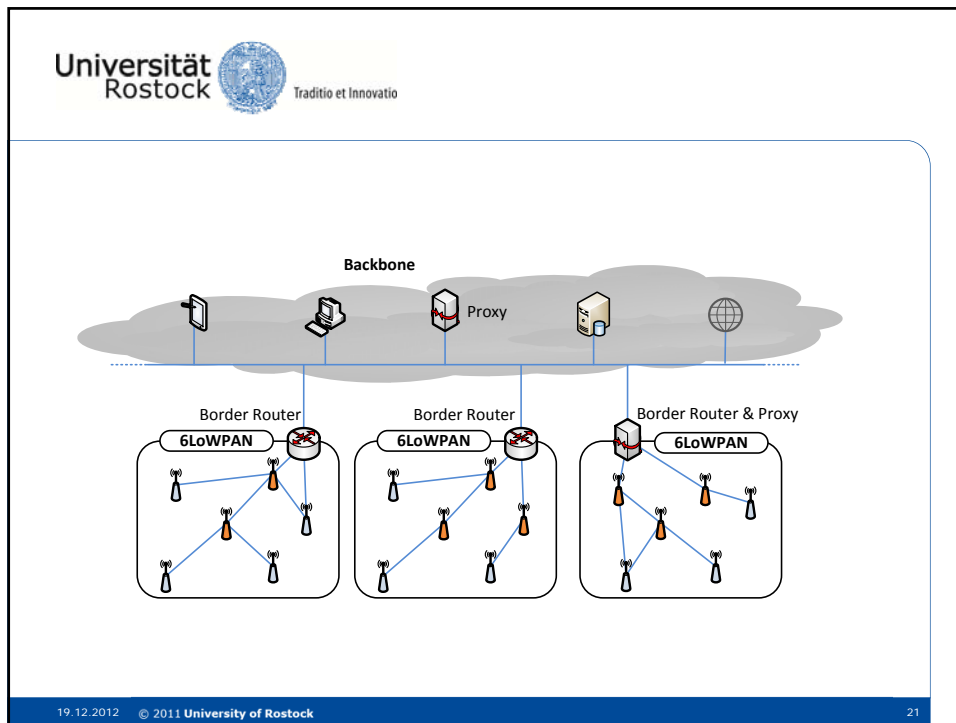 Universität
Rostock
Traditio et Innovatio
Backbone
Proxy
Border Router
Border Router
Border Router & Proxy
6LoWPAN
6LoWPAN
6LoWPAN
19.12.2012 © 2011 University of Rostock 21